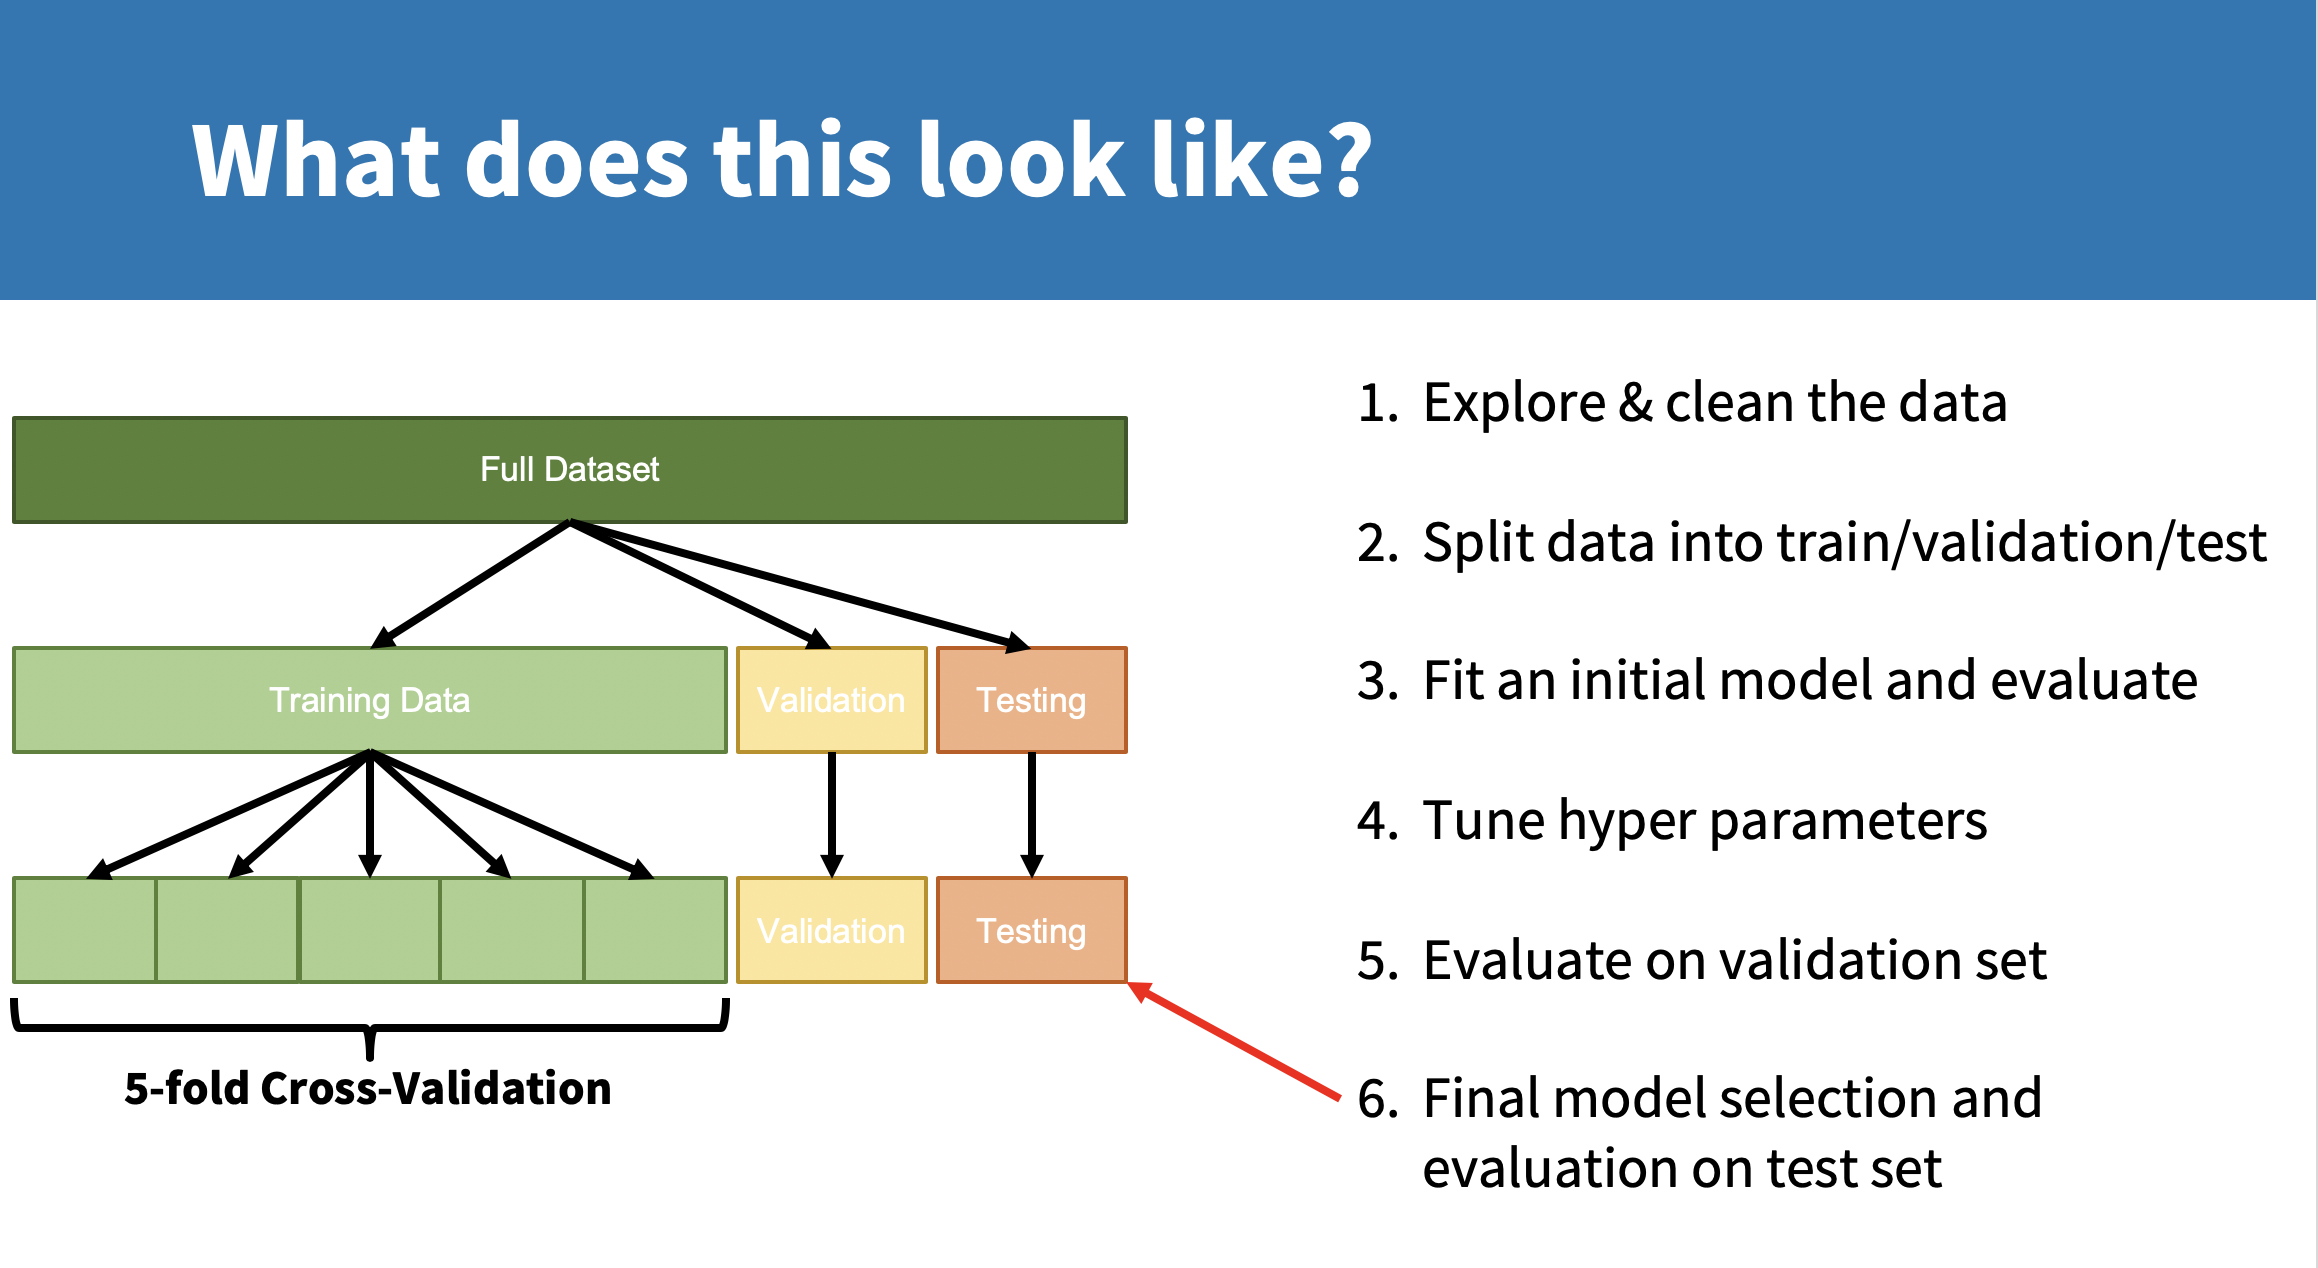 What does this look like?
Full Dataset
Training Data
Validation
Testing
Validation
Testing
5-fold Cross-Validation
1. Explore & clean the data
2. Split data into train/validation/test
3. Fit an initial model and evaluate
4. Tune hyper parameters
5. Evaluate on validation set
6. Final model selection and
evaluation on test set